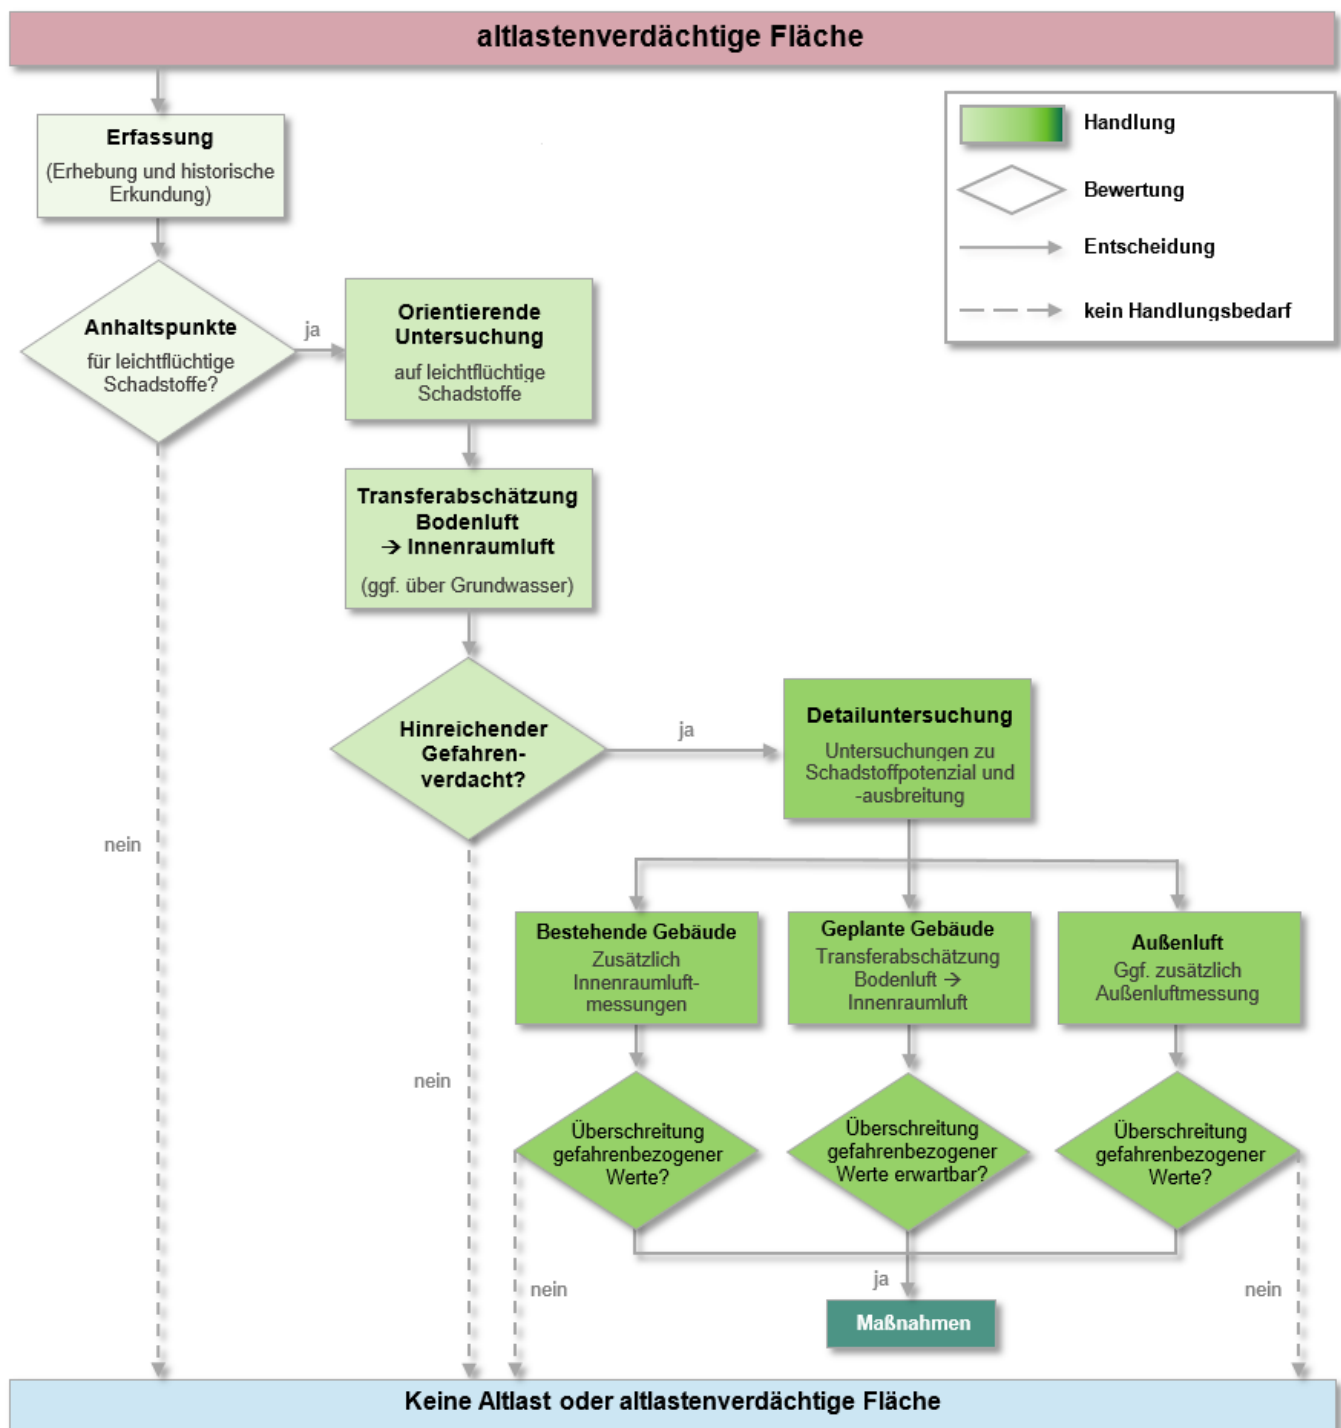 altlastenverdächtige Fläche
Erfassung
(Erhebung und historische
Erkundung)
Handlung
Bewertung
Entscheidung
kein Handlungsbedarf
Anhaltspunkte
für leichtflüchtige
Schadstoffe?
ja
Orientierende
Untersuchung
auf leichtflüchtige
Schadstoffe
Transferabschätzung
Bodenluft
→ Innenraumluft
(ggf. über Grundwasser)
Hinreichender
Gefahren-
verdacht?
ja
Detailuntersuchung
Untersuchungen zu
Schadstoffpotenzial und
-ausbreitung
nein
Bestehende Gebäude
Zusätzlich
Innenraumluft-
messungen
Geplante Gebäude
Transferabschätzung
Bodenluft →
Innenraumluft
Außenluft
Ggf. zusätzlich
Außenluftmessung
nein
Überschreitung
gefahrenbezogener
Werte?
Überschreitung
gefahrenbezogener
Werte erwartbar?
Überschreitung
gefahrenbezogener
Werte?
nein
ja
nein
Maßnahmen
Keine Altlast oder altlastenverdächtige Fläche